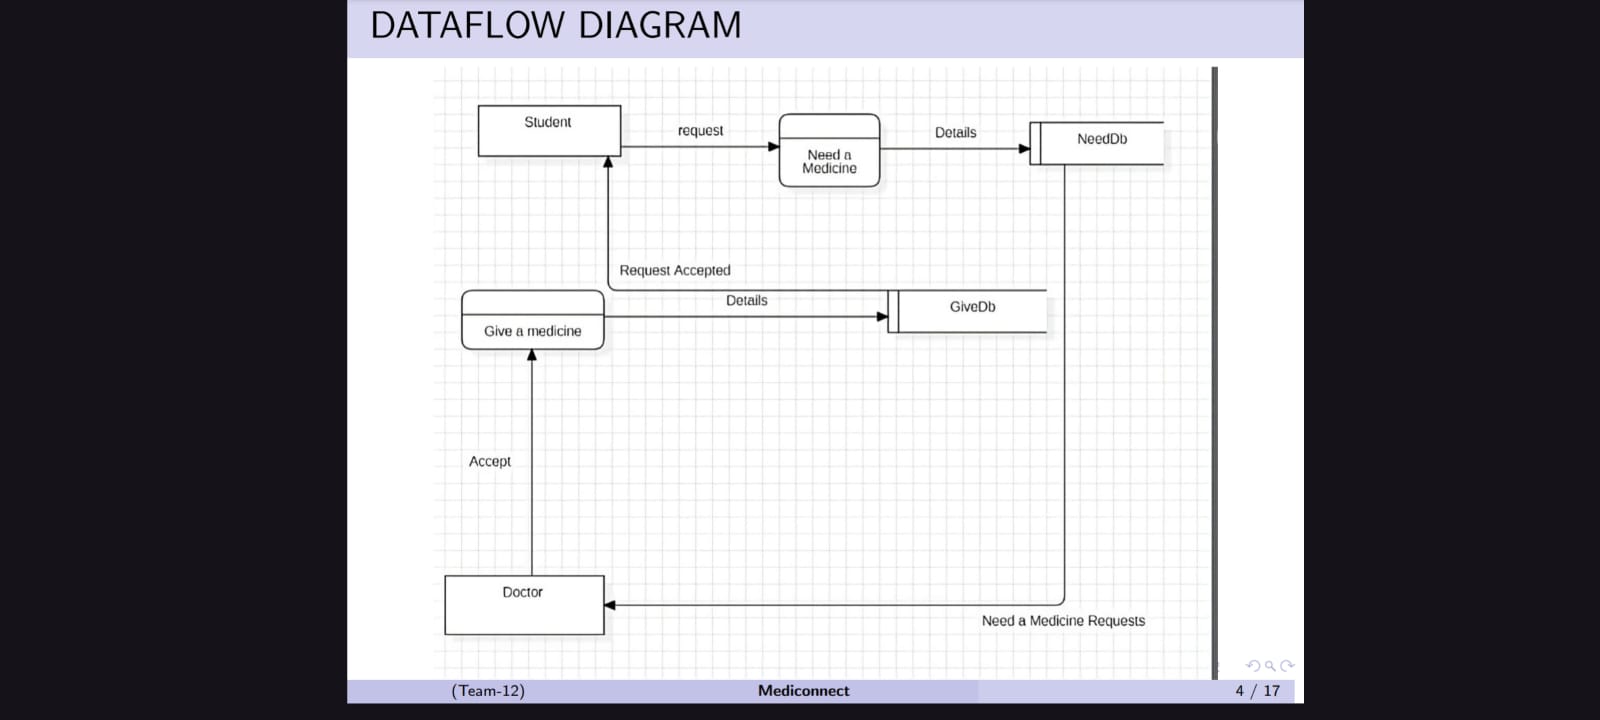 DATAFLOW DIAGRAM
Student
request
Need a
Medicine
Details
NeedDb
Request Accepted
Details
GiveDb
Give a medicine
Accept
Doctor
Need a Medicine Requests
(Team-12)
Mediconnect
4 / 17